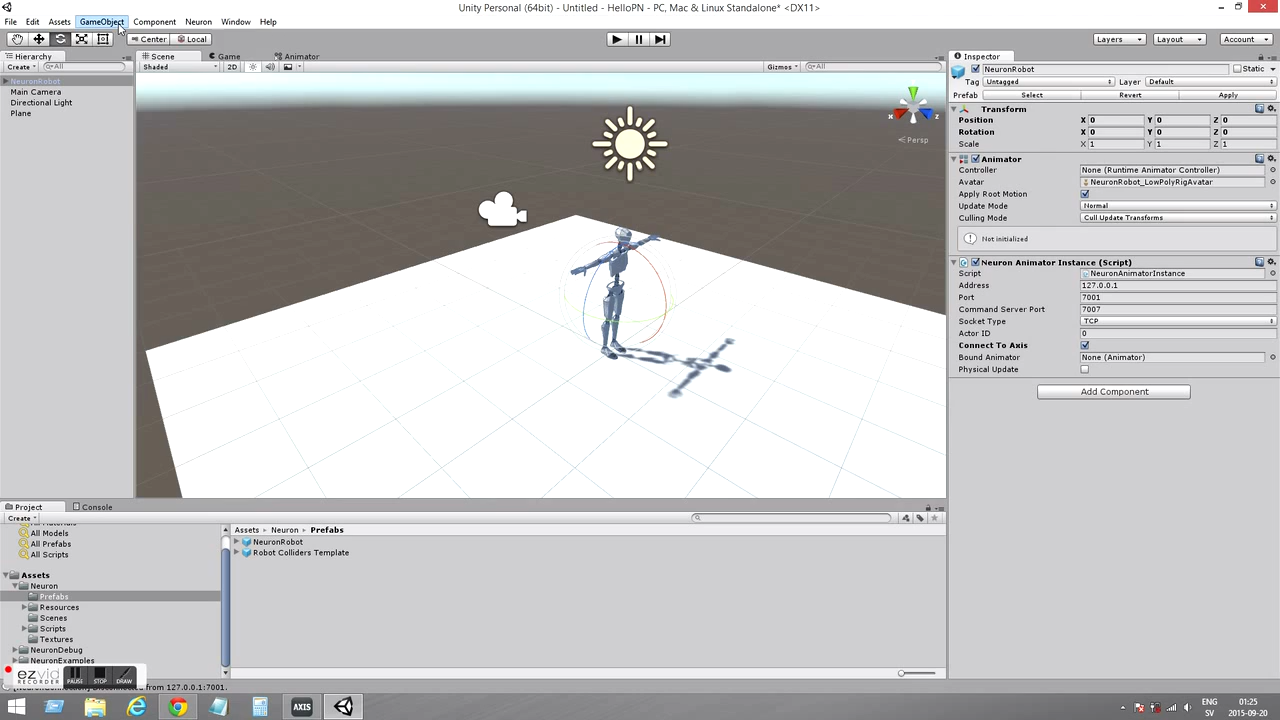 Unity Personal (64bit) - Untitled - HelloPN - PC, Mac & Linux Standalone* <DX11>
File Edit Assets GameObject Component Neuron Window Help
Center Local Layers Layout Account
Hierarchy Scene Game Animator Inspector
Create All Shaded 2D Gizmos All NeuronRobot Static
NeuronRobot
Tag Untagged Layer Default
Main Camera
Prefab Select Revert Apply
Directional Light
Plane
x z
Persp
Transform
Position X 0 Y 0 Z 0
Rotation X 0 Y 0 Z 0
Scale X 1 Y 1 Z 1
Animator
Controller None (Runtime Animator Controller)
Avatar NeuronRobot_LowPolyRigAvatar
Apply Root Motion
Update Mode Normal
Culling Mode Cull Update Transforms
Not initialized
Neuron Animator Instance (Script)
Script NeuronAnimatorInstance
Address 127.0.0.1
Port 7001
Command Server Port 7007
Socket Type TCP
Actor ID 0
Connect To Axis
Bound Animator None (Animator)
Physical Update
Add Component
Project Console
Create
All Models
All Prefabs
All Scripts
Assets
Neuron
Prefabs
Resources
Scenes
Scripts
Textures
NeuronDebug
NeuronExamples
Assets Neuron Prefabs
NeuronRobot
Robot Colliders Template
ezvid
RECORDER
PAUSE STOP DRAW
from 127.0.0.1:7001.
AXIS
ENG
SV
01:25
2015-09-20